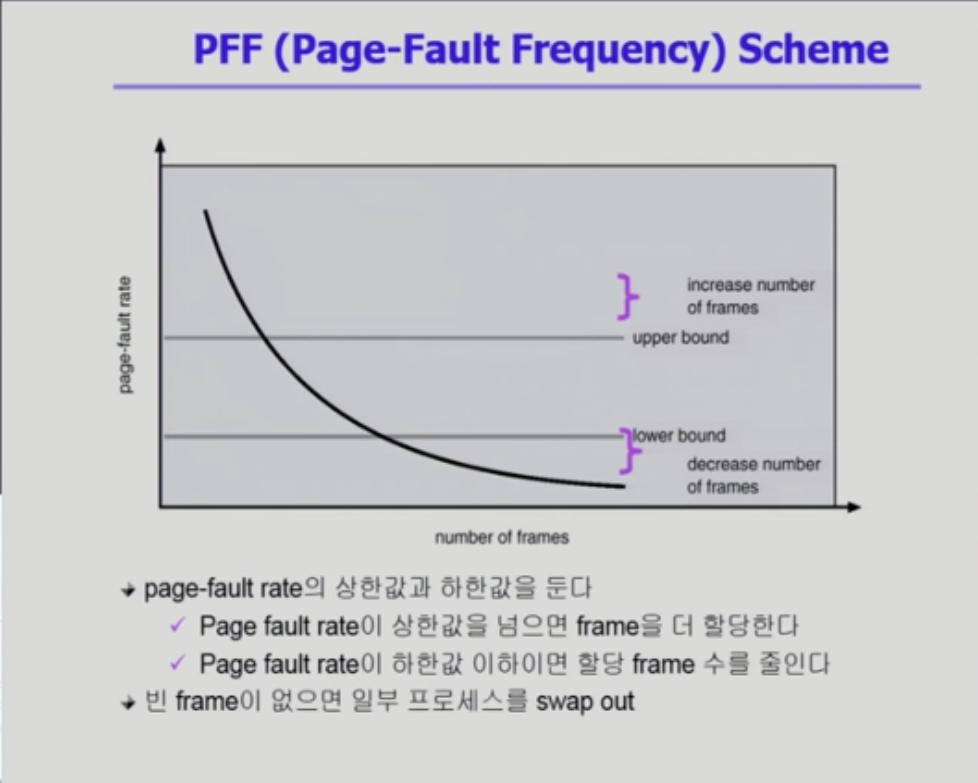 PFF (Page-Fault Frequency) Scheme
page-fault rate
increase number
of frames
upper bound
lower bound
decrease number
of frames
number of frames
page-fault rate의 상한값과 하한값을 둔다
Page fault rate이 상한값을 넘으면 frame을 더 할당한다
Page fault rate이 하한값 이하이면 할당 frame 수를 줄인다
빈 frame이 없으면 일부 프로세스를 swap out